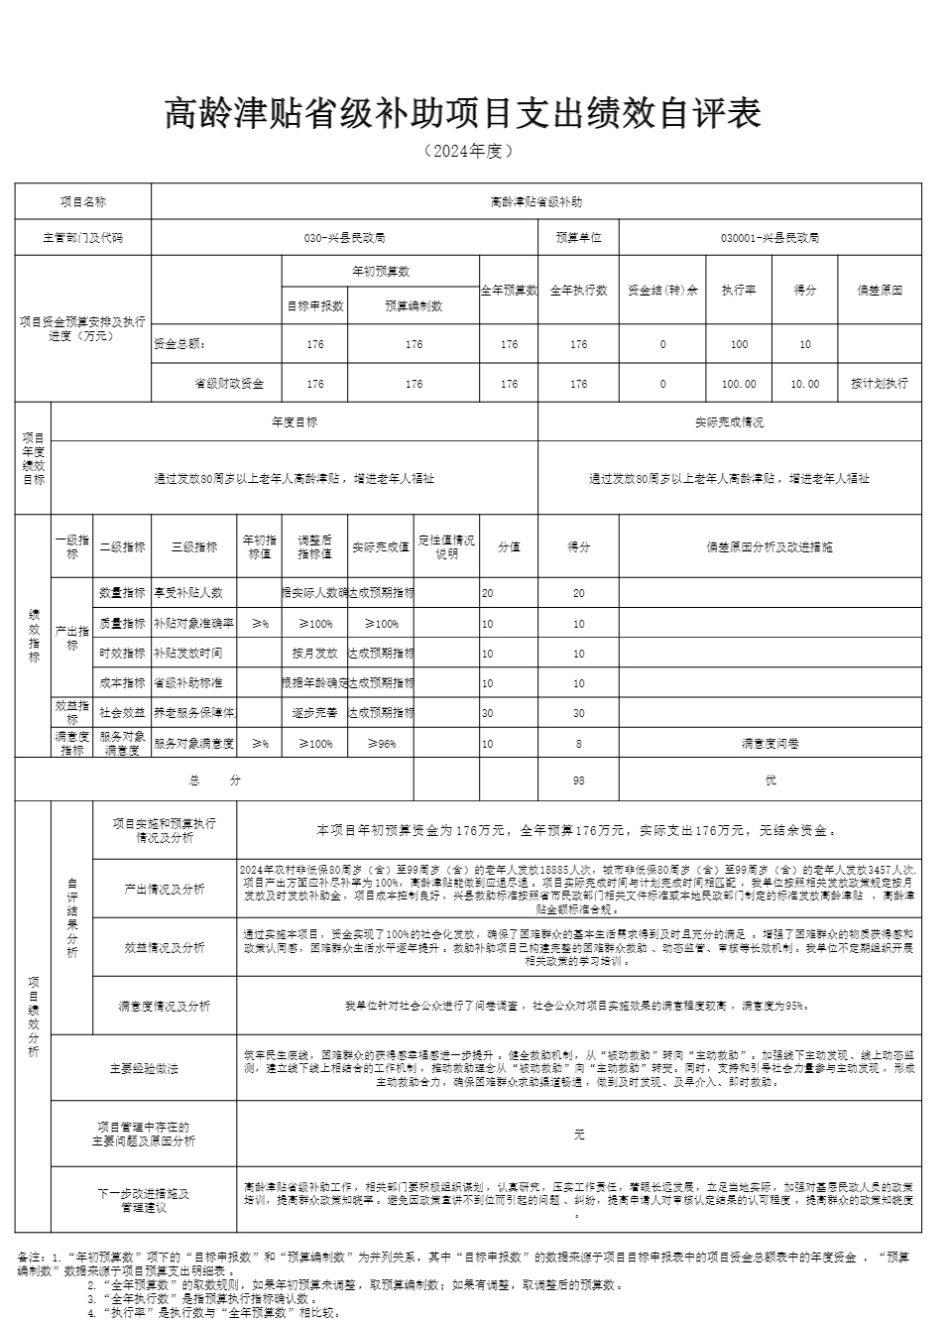 高龄津贴省级补助项目支出绩效自评表
（2024年度）
项目名称
高龄津贴省级补助
主管部门及代码
030-兴县民政局
预算单位
030001-兴县民政局
项目资金预算安排及执行
进度（万元）
年初预算数
全年预算数
全年执行数
资金结(转)余
执行率
得分
偏差原因
目标申报数
预算编制数
资金总额:
176
176
176
176
0
100
10
省级财政资金
176
176
176
176
0
100.00
10.00
按计划执行
项目
年度
绩效
目标
年度目标
实际完成情况
通过发放80周岁以上老年人高龄津贴，增进老年人福祉
通过发放80周岁以上老年人高龄津贴，增进老年人福祉
绩
效
指
标
一级指
标
二级指标
三级指标
年初指
标值
调整后
指标值
实际完成值
定性值情况
说明
分值
得分
偏差原因分析及改进措施
产出指
标
数量指标
享受补贴人数
据实际人数确
达成预期指标
20
20
质量指标
补贴对象准确率
≥%
≥100%
≥100%
10
10
时效指标
补贴发放时间
按月发放
达成预期指标
10
10
成本指标
省级补助标准
根据年龄确定
达成预期指标
10
10
效益指
标
社会效益
养老服务保障体
逐步完善
达成预期指标
30
30
满意度
指标
服务对象
满意度
服务对象满意度
≥%
≥100%
≥96%
10
8
满意度问卷
总　　分
98
优
项
目
绩
效
分
析
自
评
结
果
分
析
项目实施和预算执行
情况及分析
本项目年初预算资金为176万元，全年预算176万元，实际支出176万元，无结余资金。
产出情况及分析
2024年农村非低保80周岁（含）至99周岁（含）的老年人发放18885人次，城市非低保80周岁（含）至99周岁（含）的老年人发放3457人次.
项目产出方面应补尽补率为100%，高龄津贴能做到应退尽退。项目实际完成时间与计划完成时间相匹配，我单位按照相关发放政策规定按月
发放及时发放补助金，项目成本控制良好，兴县救助标准按照省市民政部门相关文件标准或本地民政部门制定的标准发放高龄津贴 ，高龄津
贴金额标准合规。
效益情况及分析
通过实施本项目，资金实现了100%的社会化发放，确保了困难群众的基本生活需求得到及时且充分的满足 。增强了困难群众的物质获得感和
政策认同感，困难群众生活水平逐年提升。救助补助项目已构建完整的困难群众救助、动态监管、审核等长效机制。我单位不定期组织开展
相关政策的学习培训。
满意度情况及分析
我单位针对社会公众进行了问卷调查，社会公众对项目实施效果的满意程度较高，满意度为95%。
主要经验做法
筑牢民生底线，困难群众的获得感幸福感进一步提升 。健全救助机制，从“被动救助”转向“主动救助”。加强线下主动发现、线上动态监
测，建立线下线上相结合的工作机制，推动救助理念从“被动救助”向“主动救助”转变。同时，支持和引导社会力量参与主动发现 ，形成
主动救助合力，确保困难群众求助渠道畅通，做到及时发现、及早介入、即时救助。
项目管理中存在的
主要问题及原因分析
无
下一步改进措施及
管理建议
高龄津贴省级补助工作，相关部门要积极组织谋划，认真研究，压实工作责任，着眼长远发展，立足当地实际，加强对基层民政人员的政策
培训，提高群众政策知晓率。避免因政策宣讲不到位而引起的问题、纠纷，提高申请人对审核认定结果的认可程度，提高群众的政策知晓度
。
备注：1.“年初预算数”项下的“目标申报数”和“预算编制数”为并列关系，其中“目标申报数”的数据来源于项目目标申报表中的项目资金总额表中的年度资金 ，“预算
编制数”数据来源于项目预算支出明细表。
2.“全年预算数”的取数规则，如果年初预算未调整，取预算编制数；如果有调整，取调整后的预算数。
3.“全年执行数”是指预算执行指标确认数。
4.“执行率”是执行数与“全年预算数”相比较。